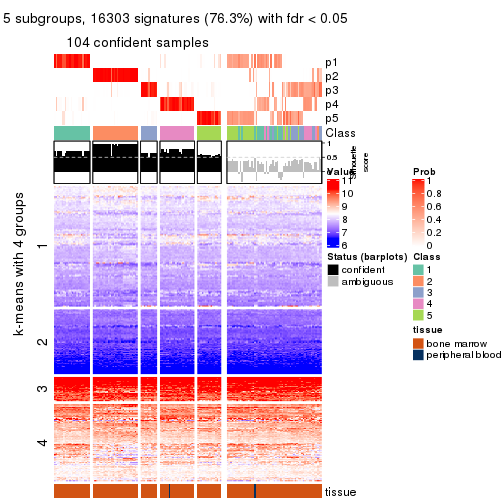 5 subgroups, 16303 signatures (76.3%) with fdr < 0.05
104 confident samples
p1
p2
p3
p4
p5
Class
1
0.5
0
silhouette
score
k-means with 4 groups
1
2
3
4
tissue
Value
11
10
9
8
7
6
Prob
1
0.8
0.6
0.4
0.2
0
Status (barplots)
confident
ambiguous
Class
1
2
3
4
5
tissue
bone marrow
peripheral blood